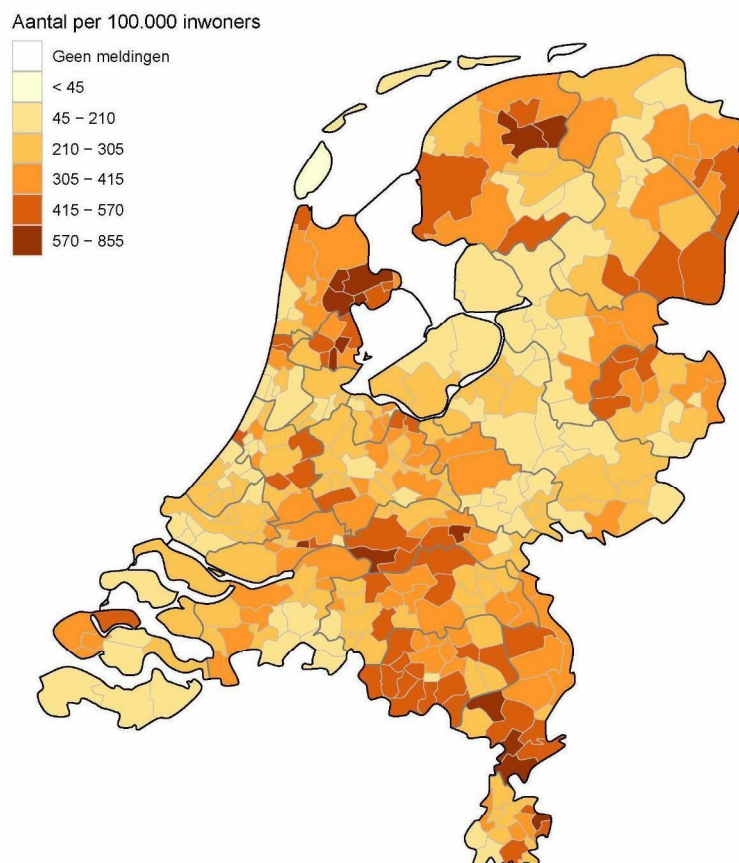 Aantal per 100.000 inwoners
Geen meldingen
< 45
45 – 210
210 – 305
305 – 415
415 – 570
570 – 855